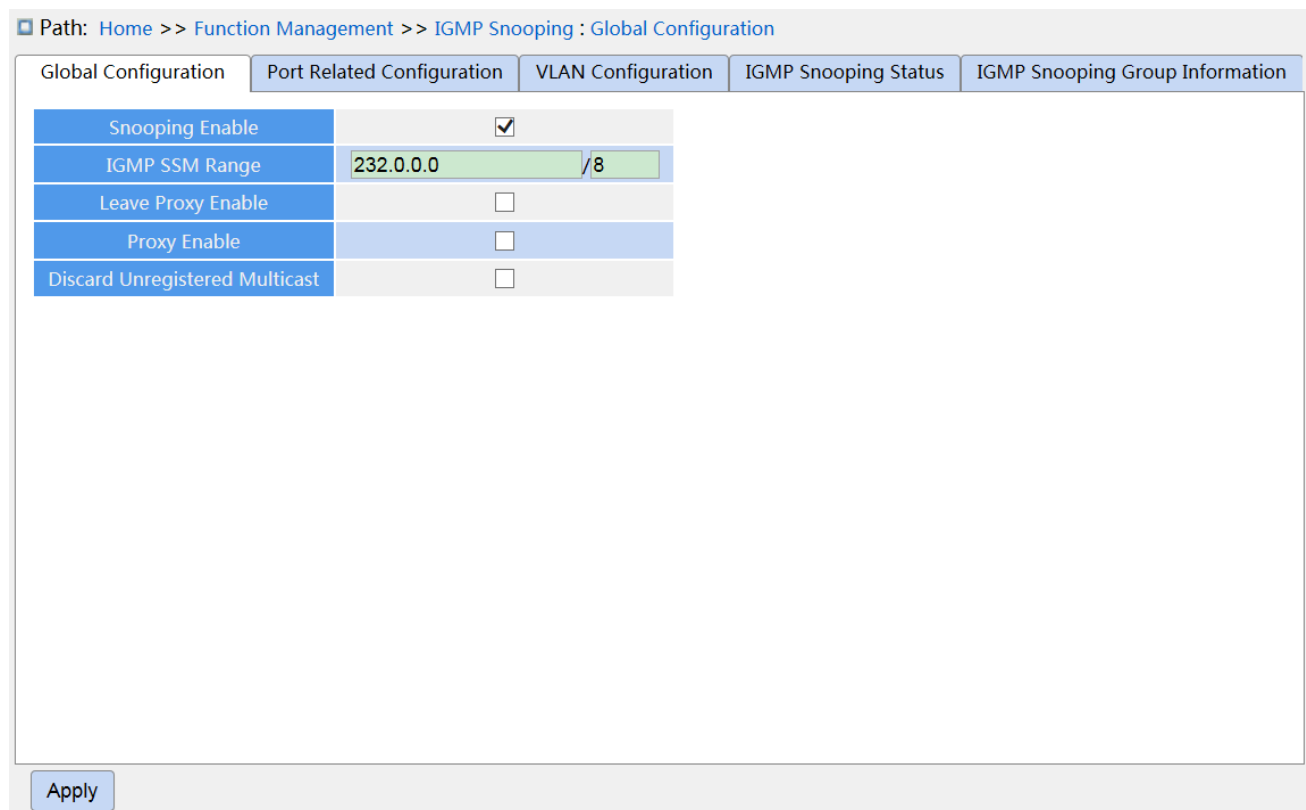 Path: Home >> Function Management >> IGMP Snooping : Global Configuration
Global Configuration Port Related Configuration VLAN Configuration IGMP Snooping Status IGMP Snooping Group Information
Snooping Enable
IGMP SSM Range 232.0.0.0 /8
Leave Proxy Enable
Proxy Enable
Discard Unregistered Multicast
Apply